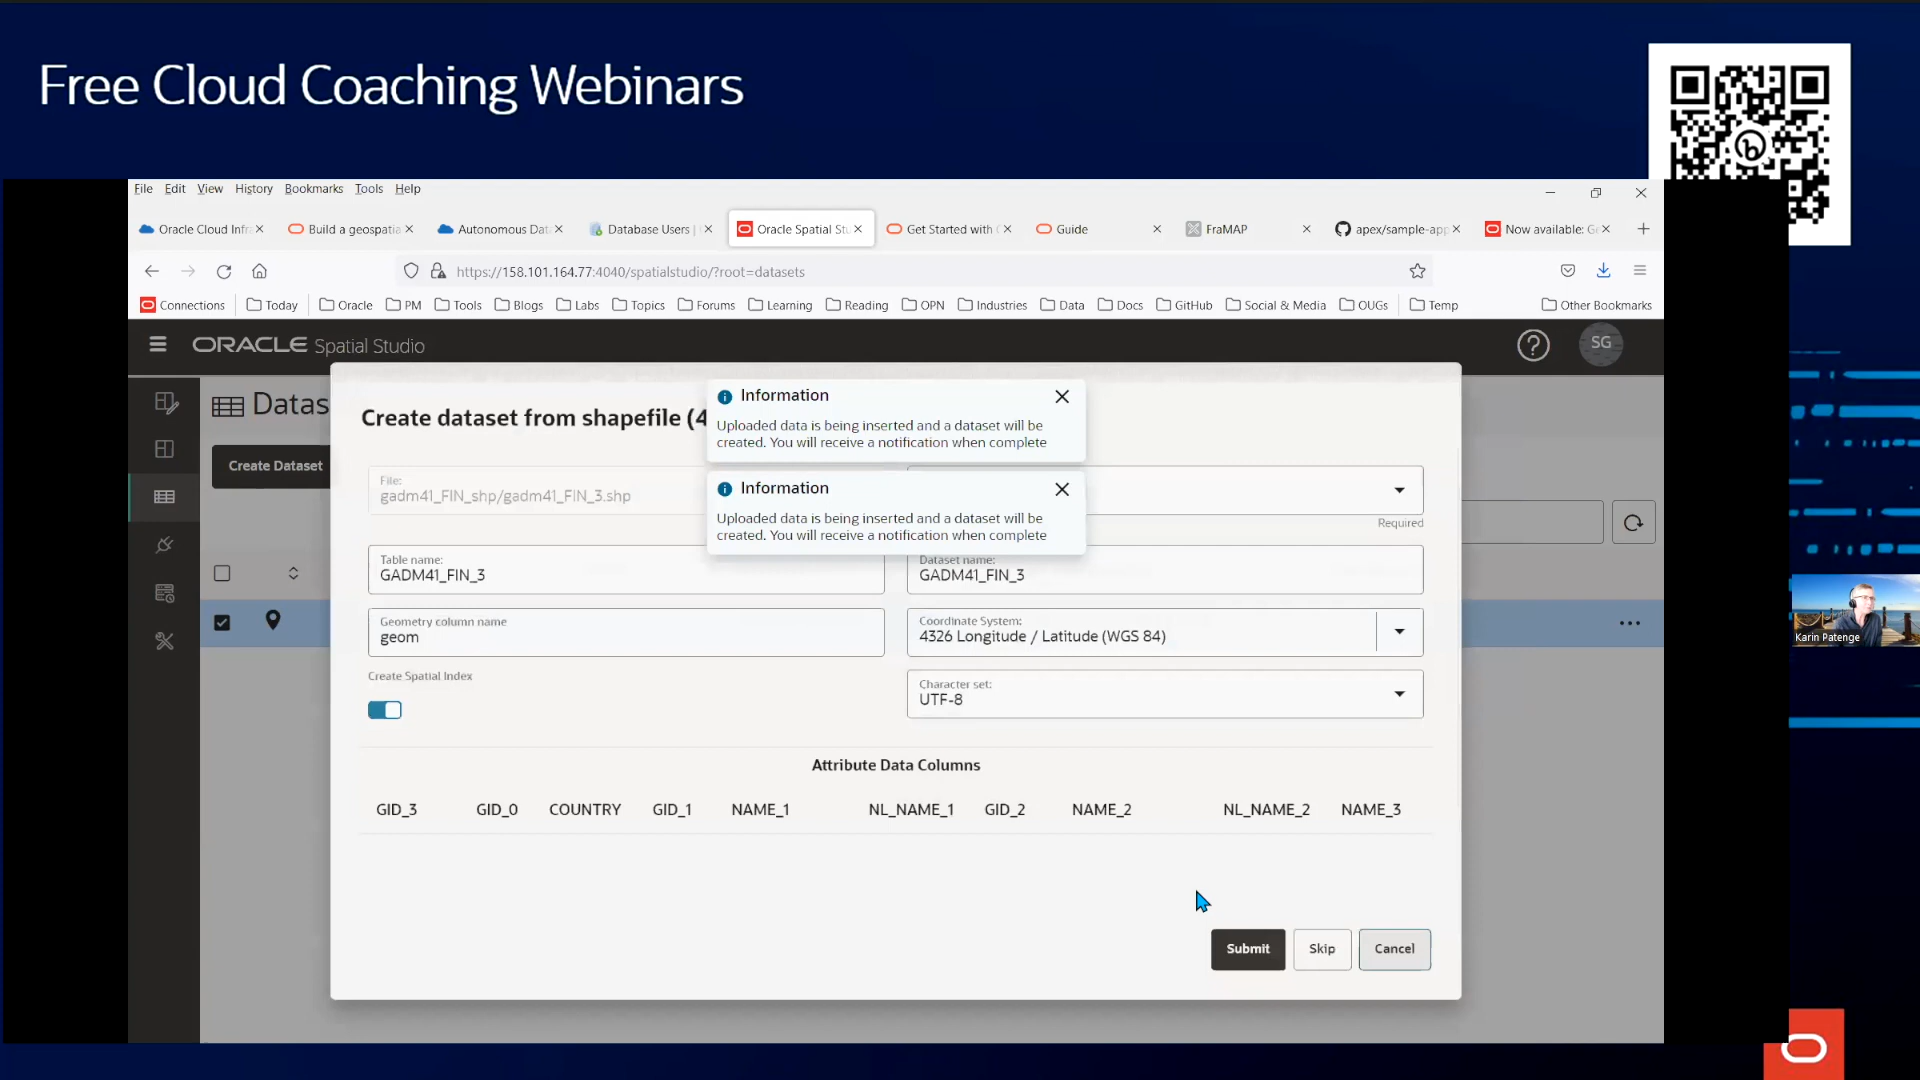 Free Cloud Coaching Webinars
File Edit View History Bookmarks Tools Help
Oracle Cloud Infra
Build a geospatia
Autonomous Data
Database Users |
Oracle Spatial Stu
Get Started with
Guide
FraMAP
apex/sample-app
Now available: Ge
https://158.101.164.77:4040/spatialstudio/?root=datasets
Connections Today Oracle PM Tools Blogs Labs Topics Forums Learning Reading OPN Industries Data Docs GitHub Social & Media OUGs Temp Other Bookmarks
ORACLE Spatial Studio
SG
Datas
Create Dataset
Create dataset from shapefile (4
Information
Uploaded data is being inserted and a dataset will be
created. You will receive a notification when complete
Information
Uploaded data is being inserted and a dataset will be
created. You will receive a notification when complete
File:
gadm41_FIN_shp/gadm41_FIN_3.shp
Required
Table name:
GADM41_FIN_3
Dataset name:
GADM41_FIN_3
Geometry column name
geom
Coordinate System:
4326 Longitude / Latitude (WGS 84)
Create Spatial Index
Character set:
UTF-8
Attribute Data Columns
GID_3 GID_0 COUNTRY GID_1 NAME_1 NL_NAME_1 GID_2 NAME_2 NL_NAME_2 NAME_3
Submit Skip Cancel
Karin Patenge